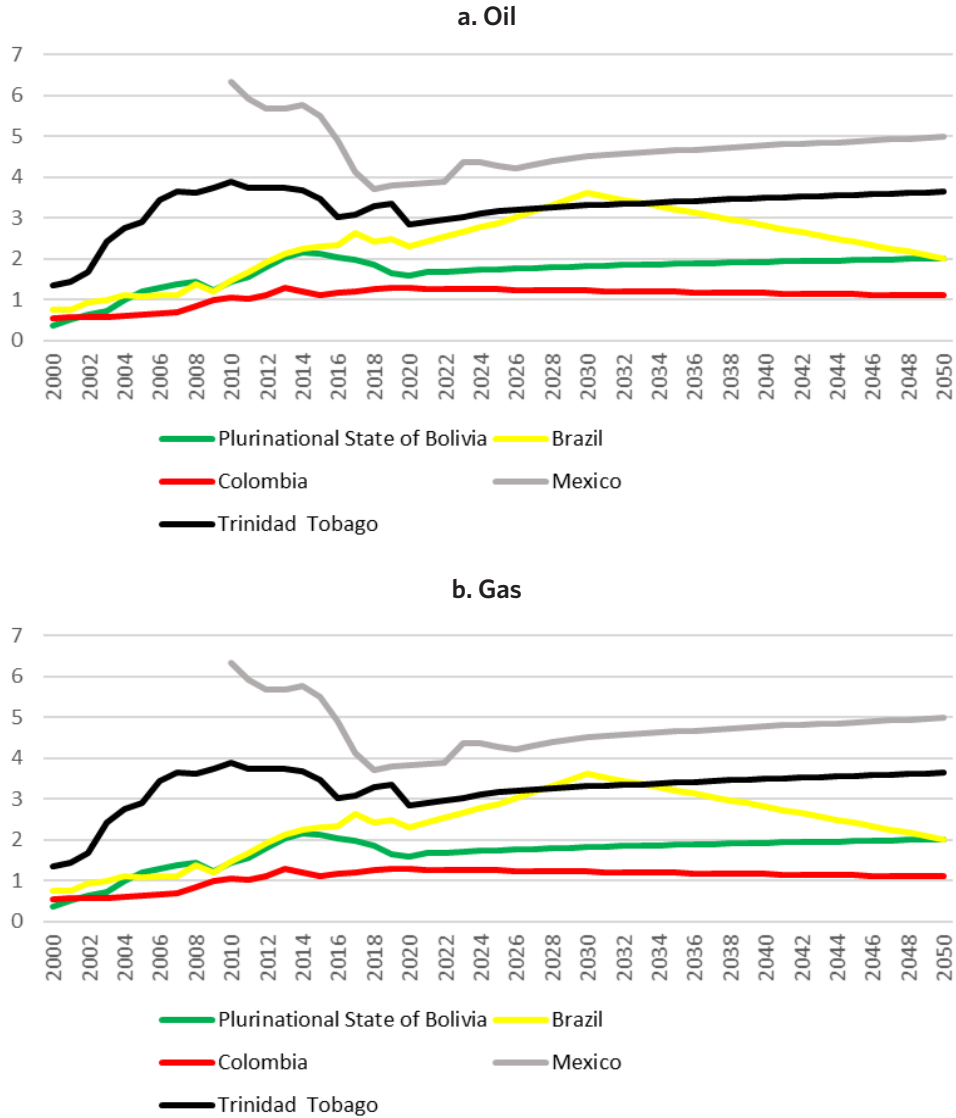 a. Oil
7
6
5
4
3
2
1
0
2000 2002 2004 2006 2008 2010 2012 2014 2016 2018 2020 2022 2024 2026 2028 2030 2032 2034 2036 2038 2040 2042 2044 2046 2048 2050
Plurinational State of Bolivia Brazil
Colombia Mexico
Trinidad Tobago
b. Gas
7
6
5
4
3
2
1
0
2000 2002 2004 2006 2008 2010 2012 2014 2016 2018 2020 2022 2024 2026 2028 2030 2032 2034 2036 2038 2040 2042 2044 2046 2048 2050
Plurinational State of Bolivia Brazil
Colombia Mexico
Trinidad Tobago